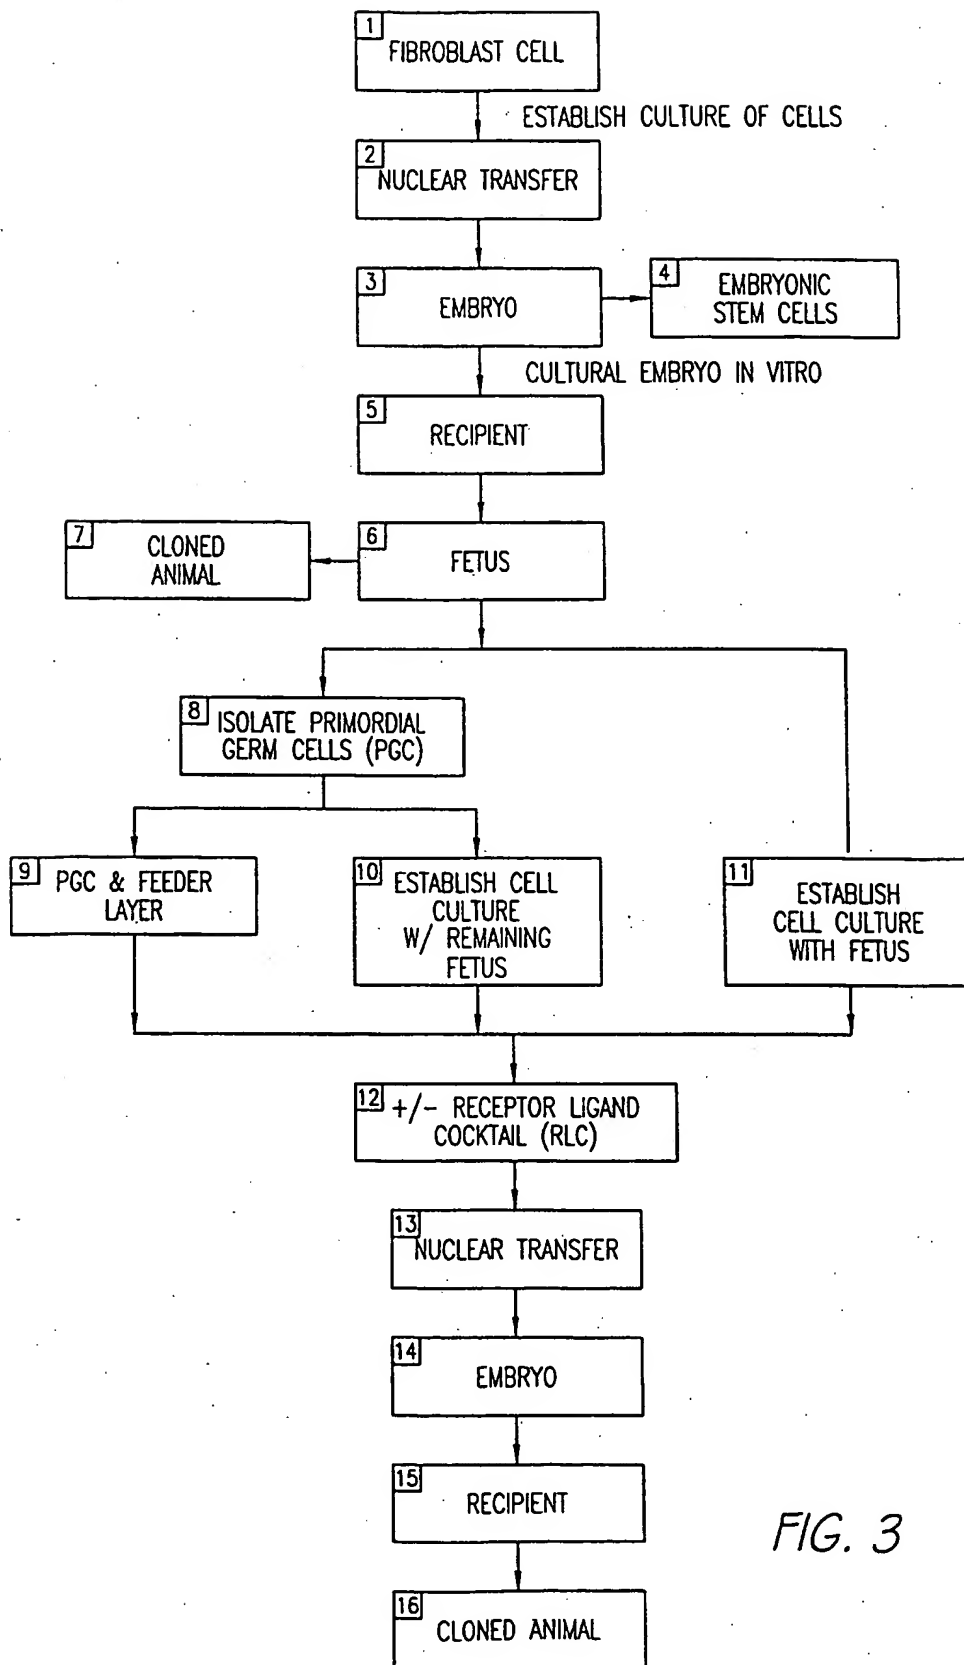 1
FIBROBLAST CELL
ESTABLISH CULTURE OF CELLS
2
NUCLEAR TRANSFER
3
EMBRYO
4
EMBRYONIC
STEM CELLS
CULTURAL EMBRYO IN VITRO
5
RECIPIENT
7
CLONED
ANIMAL
6
FETUS
8
ISOLATE PRIMORDIAL
GERM CELLS (PGC)
9
PGC & FEEDER
LAYER
10
ESTABLISH CELL
CULTURE
W/ REMAINING
FETUS
11
ESTABLISH
CELL CULTURE
WITH FETUS
12
+/- RECEPTOR LIGAND
COCKTAIL (RLC)
13
NUCLEAR TRANSFER
14
EMBRYO
15
RECIPIENT
16
CLONED ANIMAL
FIG. 3